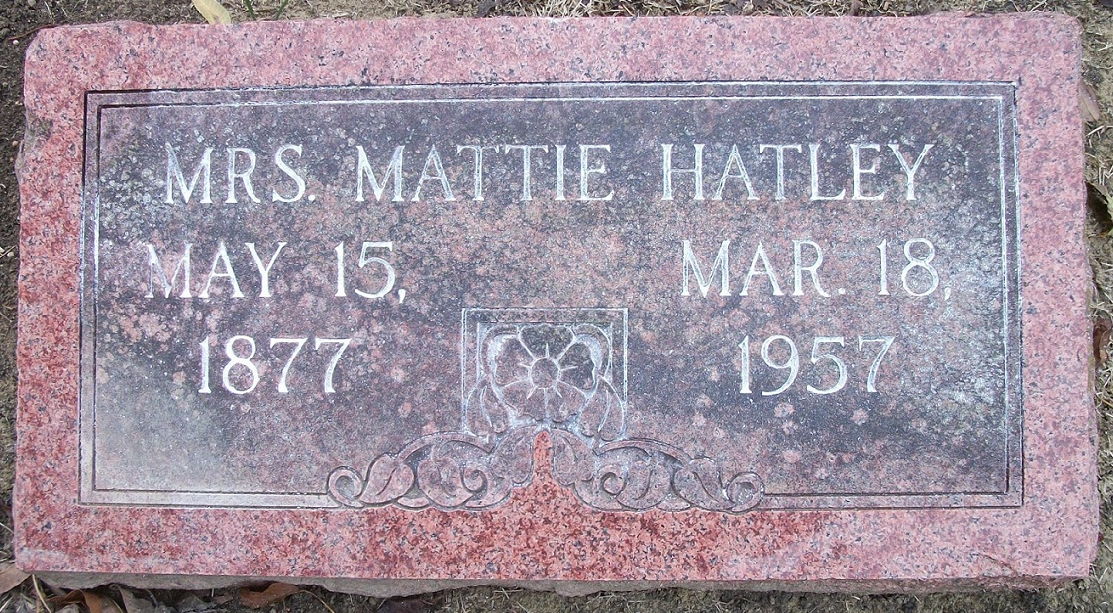 MRS. MATTIE HATLEY
MAY 15, MAR. 18,
1877 1957